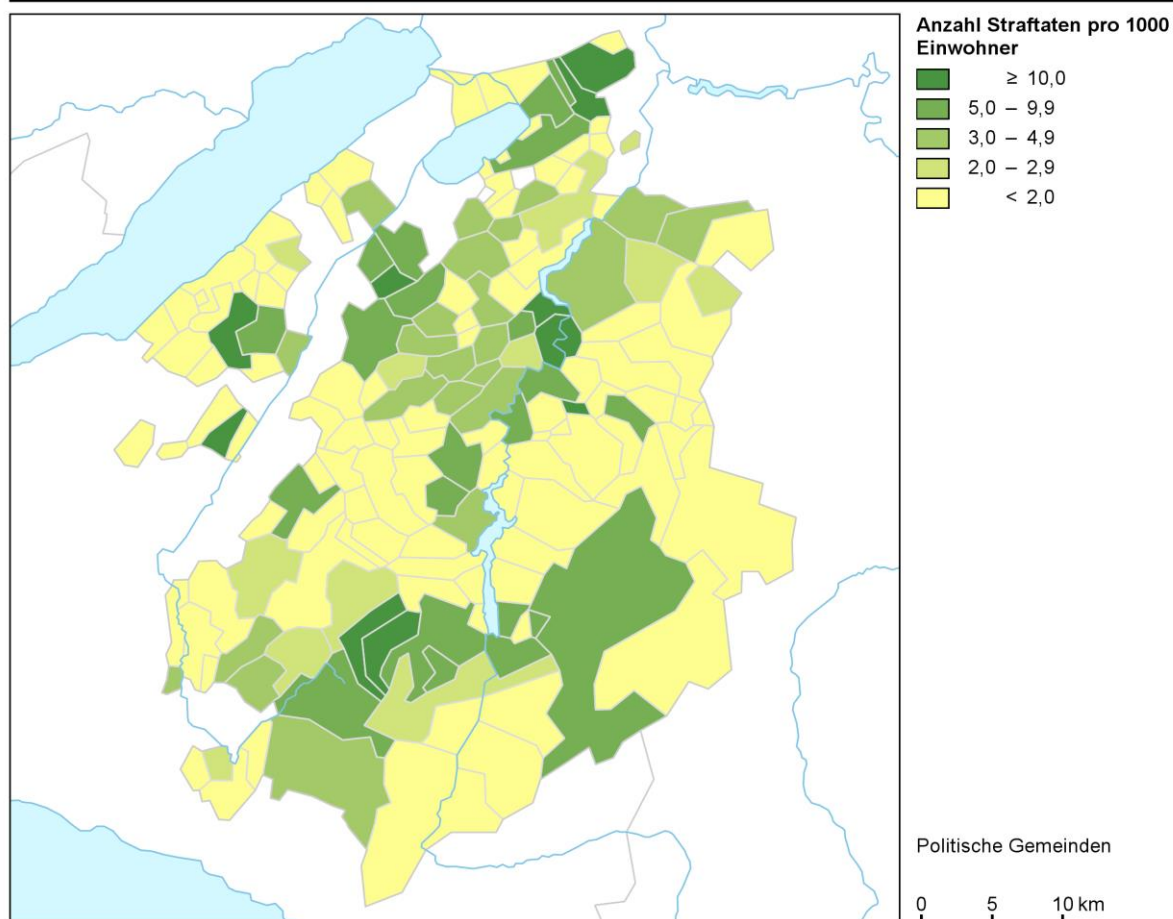 Anzahl Straftaten pro 1000
Einwohner
≥ 10,0
5,0 – 9,9
3,0 – 4,9
2,0 – 2,9
< 2,0
Politische Gemeinden
0 5 10 km